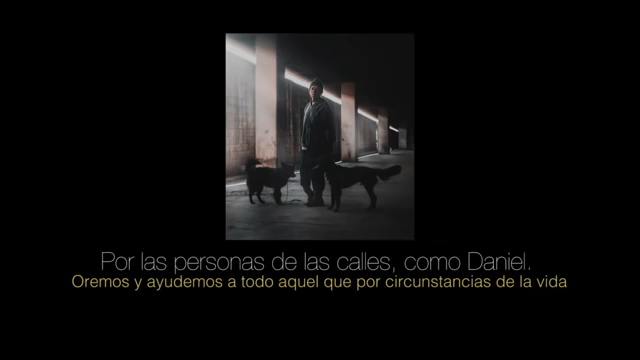 Por las personas de las calles, como Daniel.
Oremos y ayudemos a todo aquel que por circunstancias de la vida